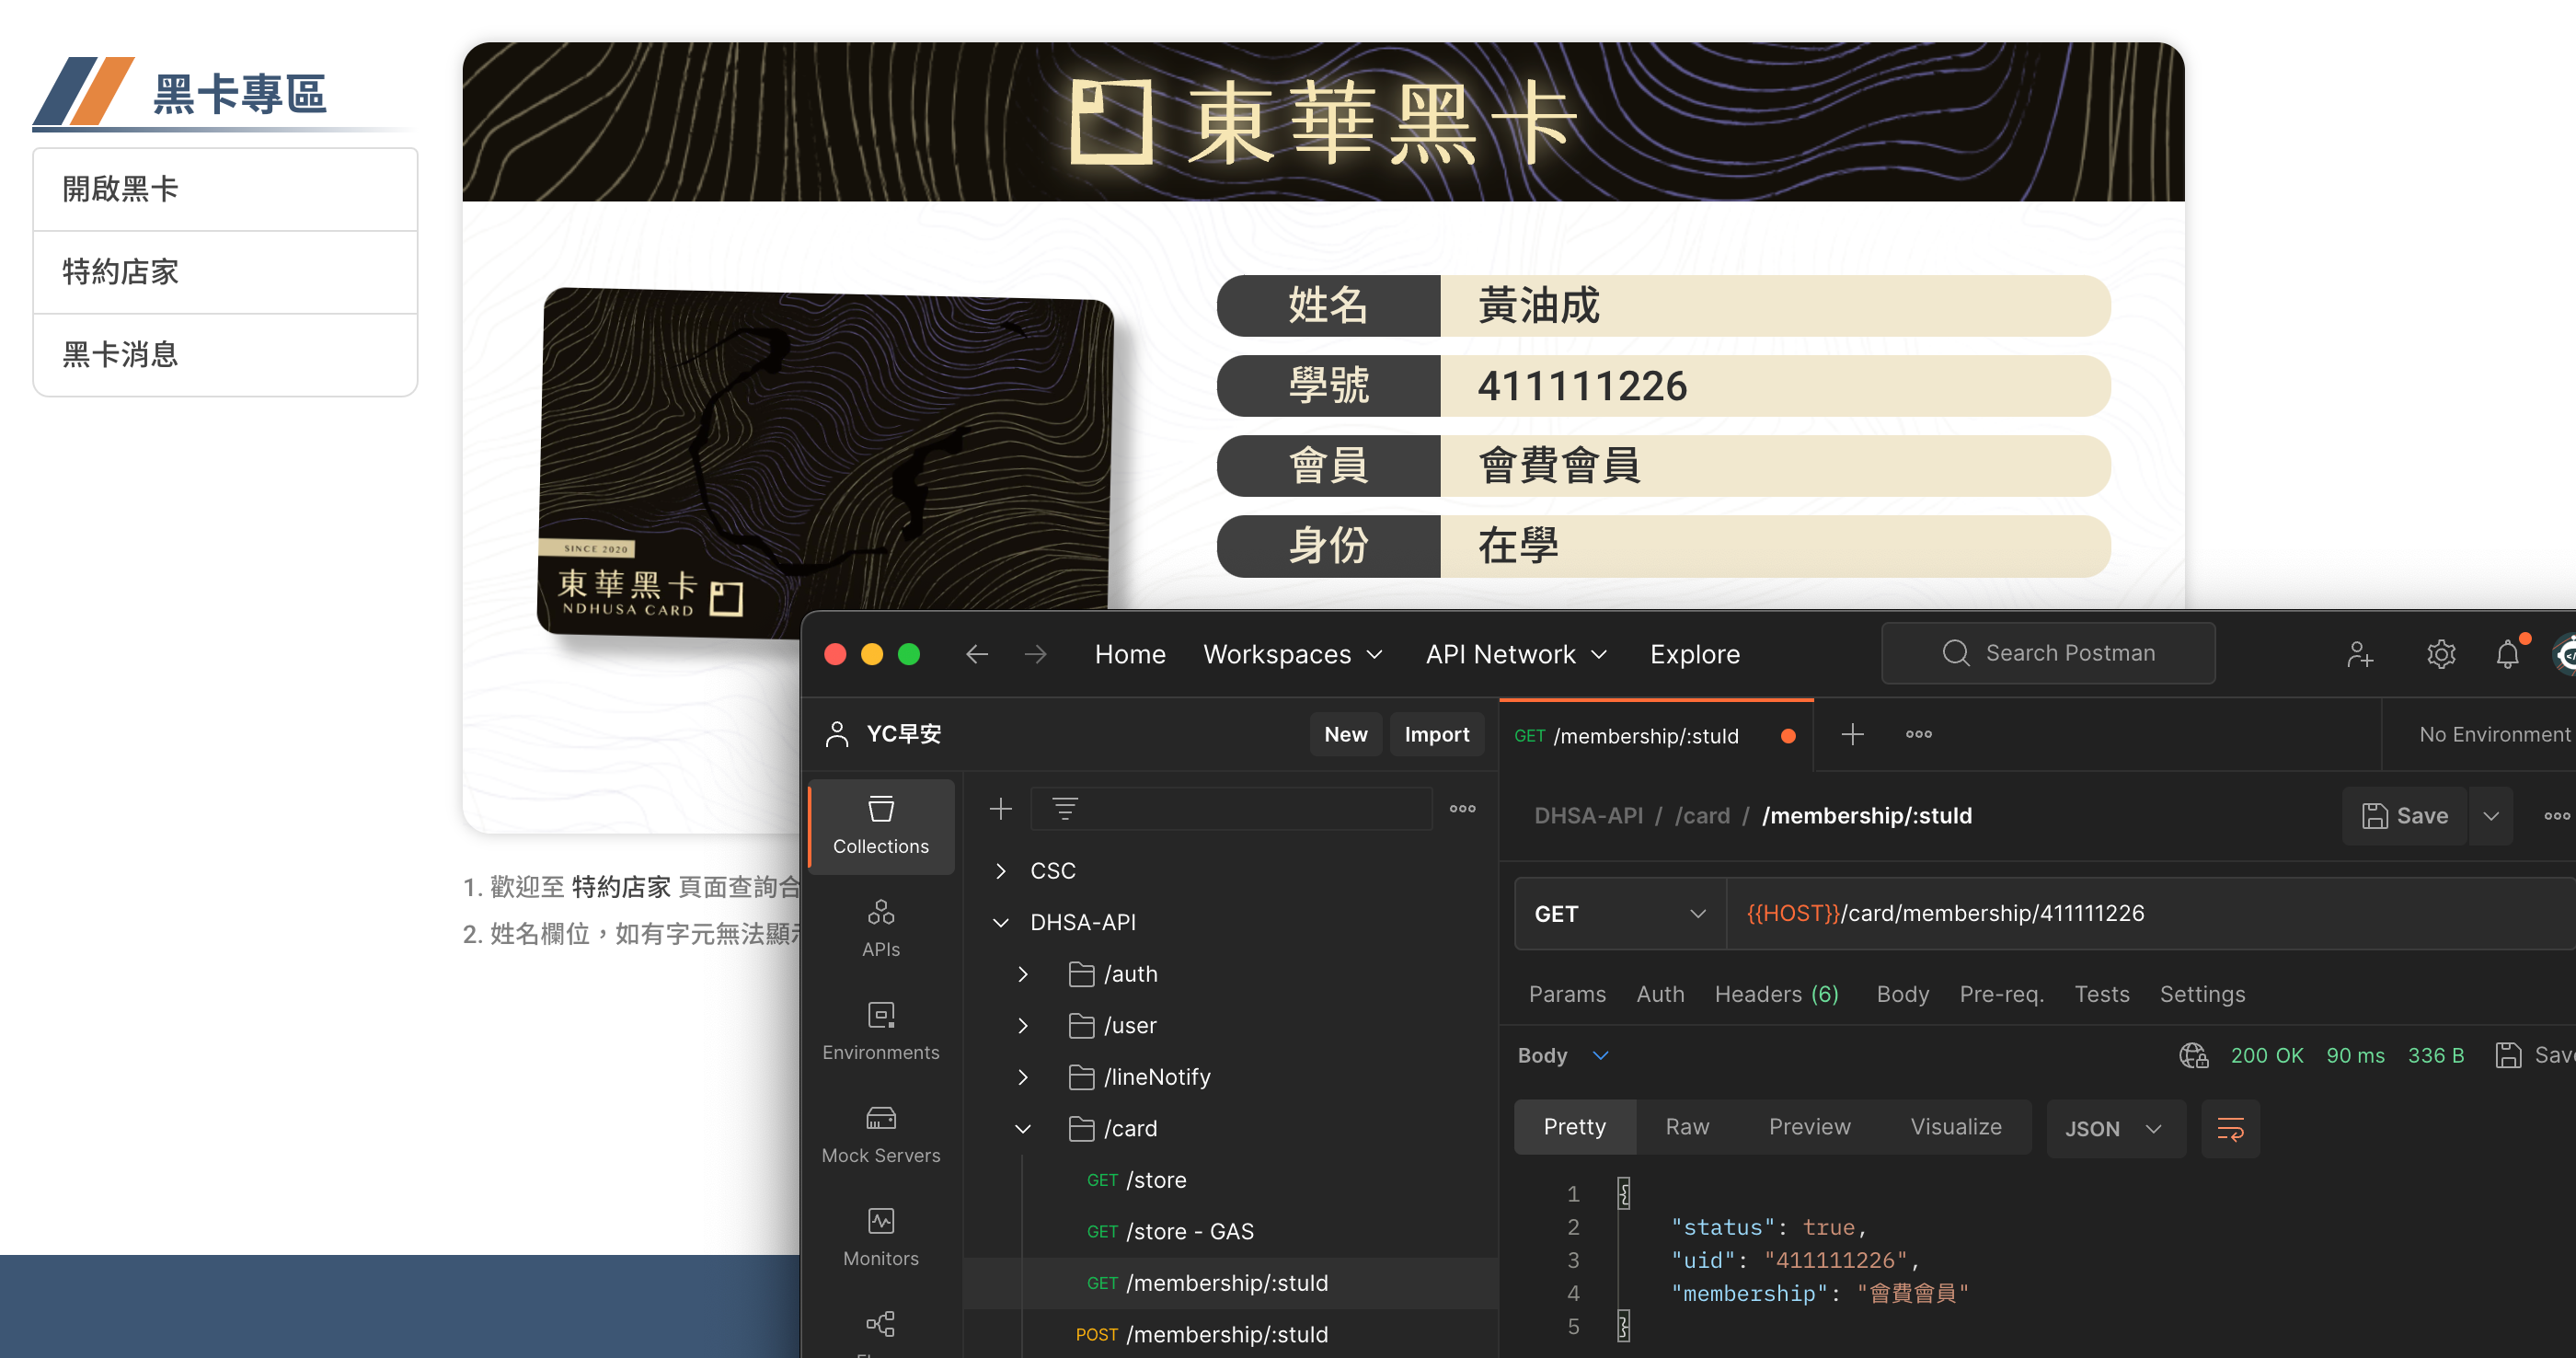 黑卡專區
開啟黑卡
特約店家
黑卡消息
東華黑卡
姓名 黃油成
學號 411111226
會員 會費會員
身份 在學
SINCE 2020
東華黑卡
NDHUSA CARD
1. 歡迎至 特約店家 頁面查詢合
2. 姓名欄位，如有字元無法顯示
Home Workspaces API Network Explore Search Postman
YC早安 New Import
GET /membership/:stuId No Environment
Collections
APIs
Environments
Mock Servers
Monitors
CSC
DHSA-API
/auth
/user
/lineNotify
/card
GET /store
GET /store - GAS
GET /membership/:stuId
POST /membership/:stuId
DHSA-API / /card / /membership/:stuId Save
GET {{HOST}}/card/membership/411111226
Params Auth Headers (6) Body Pre-req. Tests Settings
Body 200 OK 90 ms 336 B
Pretty Raw Preview Visualize JSON
1 {
2 "status": true,
3 "uid": "411111226",
4 "membership": "會費會員"
5 }